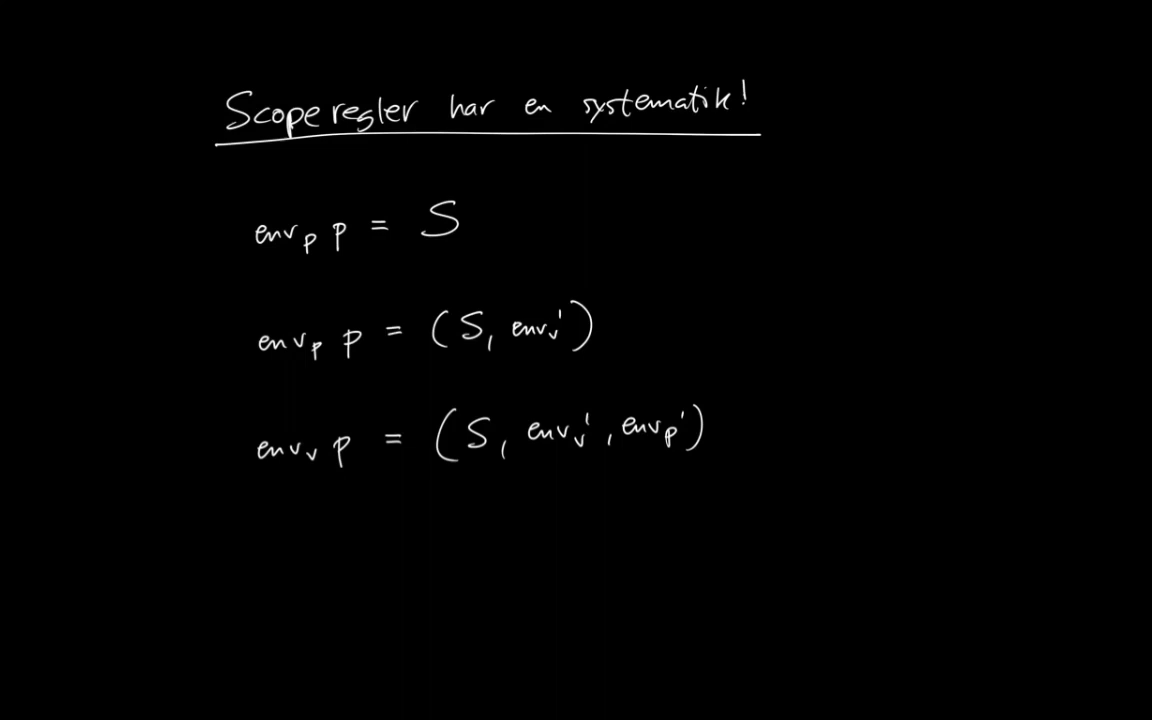 Scoperegler har en systematik!
env_p p = S
env_p p = (S, env_v')
env_v p = (S, env_v', env_p')